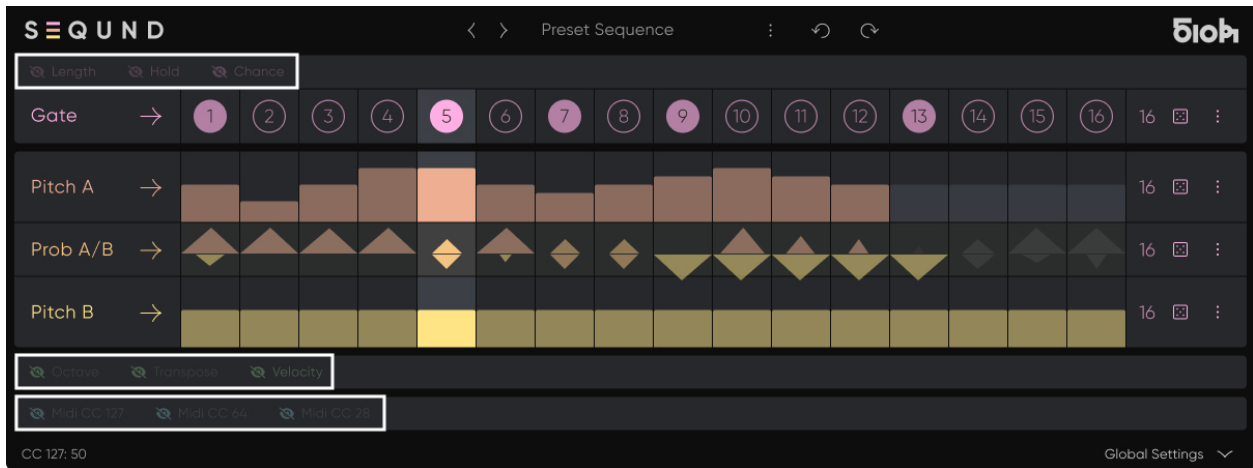 SEQUND < > Preset Sequence 510k
Length Hold Chance
Gate 1 2 3 4 5 6 7 8 9 10 11 12 13 14 15 16 16
Pitch A 16
Prob A/B 16
Pitch B 16
Octave Transpose Velocity
Midi CC 127 Midi CC 64 Midi CC 28
CC 127: 50 Global Settings